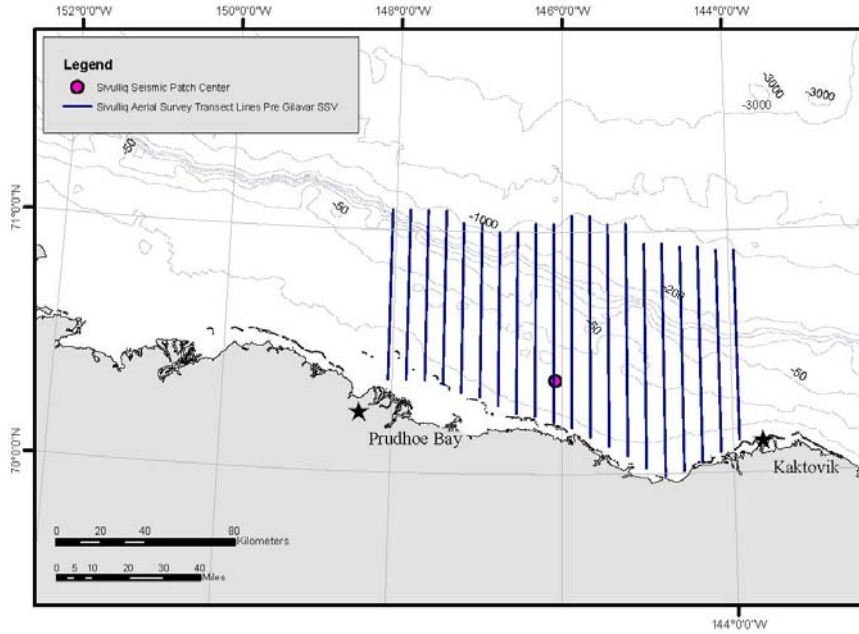 152°0'0"W 150°0'0"W 148°0'0"W 146°0'0"W 144°0'0"W
Legend
Sivulliq Seismic Patch Center
Sivulliq Aerial Survey Transect Lines Pre Gilavar SSV
-3000
-3000
-3000
-50
71°0'0"N
-50
-1000
-200
-50
-50
Prudhoe Bay
70°0'0"N
Kaktovik
0 20 40 80
Kilometers
0 5 10 20 30 40
Miles
144°0'0"W